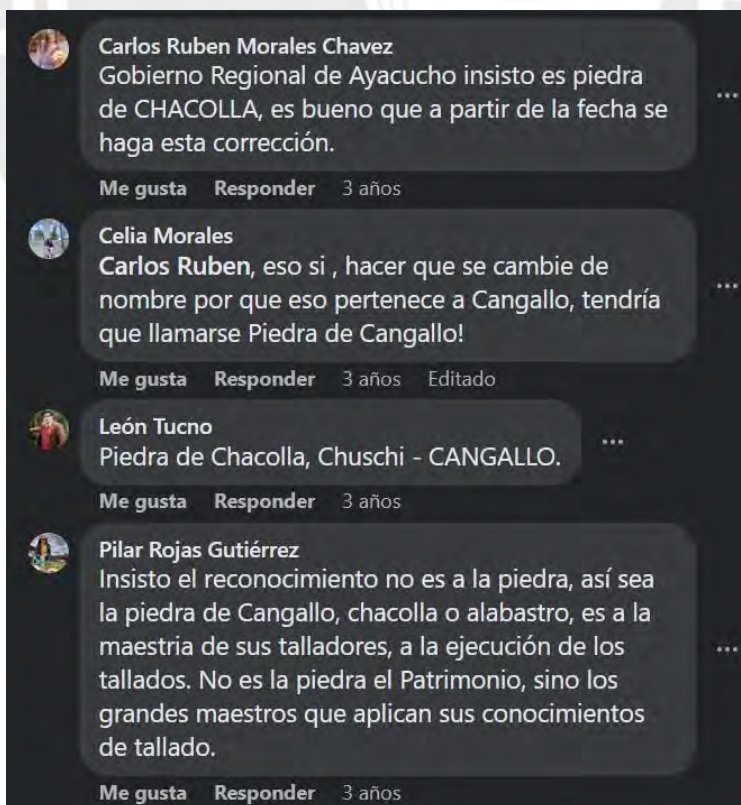 Carlos Ruben Morales Chavez
Gobierno Regional de Ayacucho insisto es piedra
de CHACOLLA, es bueno que a partir de la fecha se
haga esta corrección.
Me gusta Responder 3 años
Celia Morales
Carlos Ruben, eso si , hacer que se cambie de
nombre por que eso pertenece a Cangallo, tendría
que llamarse Piedra de Cangallo!
Me gusta Responder 3 años Editado
León Tucno
Piedra de Chacolla, Chuschi - CANGALLO.
Me gusta Responder 3 años
Pilar Rojas Gutiérrez
Insisto el reconocimiento no es a la piedra, así sea
la piedra de Cangallo, chacolla o alabastro, es a la
maestria de sus talladores, a la ejecución de los
tallados. No es la piedra el Patrimonio, sino los
grandes maestros que aplican sus conocimientos
de tallado.
Me gusta Responder 3 años